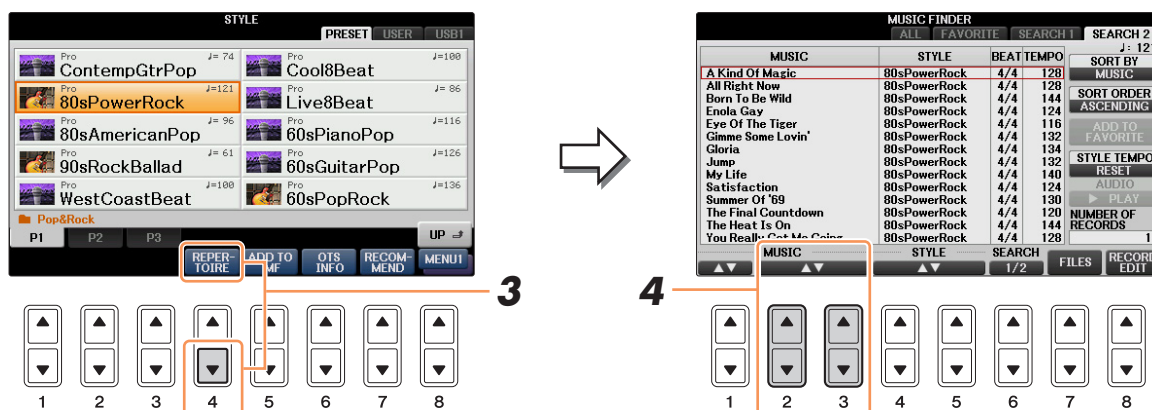 STYLE
PRESET USER USB1
Pro ♩= 74
ContempGtrPop
Pro ♩=100
Cool8Beat
Pro ♩=121
80sPowerRock
Pro ♩= 86
Live8Beat
Pro ♩= 96
80sAmericanPop
Pro ♩=116
60sPianoPop
Pro ♩= 61
90sRockBallad
Pro ♩=126
60sGuitarPop
Pro ♩=100
WestCoastBeat
Pro ♩=136
60sPopRock
Pop&Rock
P1 P2 P3 UP
REPER-TOIRE
ADD TO MF
OTS INFO
RECOM-MEND
MENU1
3
1 2 3 4 5 6 7 8
MUSIC FINDER
ALL FAVORITE SEARCH 1 SEARCH 2
MUSIC STYLE BEAT TEMPO
A Kind Of Magic 80sPowerRock 4/4 128
All Right Now 80sPowerRock 4/4 128
Born To Be Wild 80sPowerRock 4/4 144
Enola Gay 80sPowerRock 4/4 124
Eye Of The Tiger 80sPowerRock 4/4 116
Gimme Some Lovin' 80sPowerRock 4/4 132
Gloria 80sPowerRock 4/4 134
Jump 80sPowerRock 4/4 132
My Life 80sPowerRock 4/4 140
Satisfaction 80sPowerRock 4/4 124
Summer Of '69 80sPowerRock 4/4 130
The Final Countdown 80sPowerRock 4/4 120
The Heat Is On 80sPowerRock 4/4 144
You Really Got Me Going 80sPowerRock 4/4 128
♩: 12
SORT BY
MUSIC
SORT ORDER
ASCENDING
ADD TO
FAVORITE
STYLE TEMPO
RESET
AUDIO
▶ PLAY
NUMBER OF
RECORDS
1
MUSIC STYLE SEARCH
▲▼ ▲▼ ▲▼ 1/2 FILES
RECORD
EDIT
4
1 2 3 4 5 6 7 8